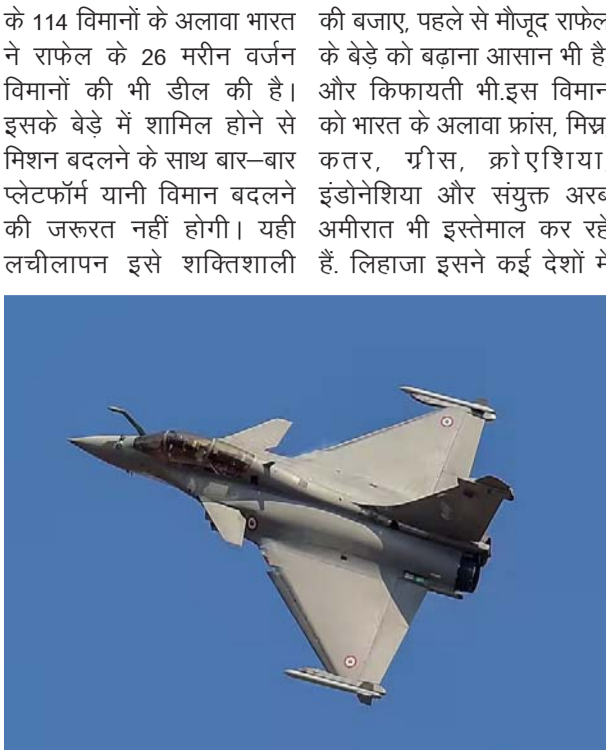 के 114 विमानों के अलावा भारत
ने राफेल के 26 मरीन वर्जन
विमानों की भी डील की है।
इसके बेड़े में शामिल होने से
मिशन बदलने के साथ बार–बार
प्लेटफॉर्म यानी विमान बदलने
की जरूरत नहीं होगी। यही
लचीलापन इसे शक्तिशाली
की बजाए, पहले से मौजूद राफेल
के बेड़े को बढ़ाना आसान भी है
और किफायती भी.इस विमान
को भारत के अलावा फ्रांस, मिस्र
कतर, ग्रीस, क्रोएशिया,
इंडोनेशिया और संयुक्त अरब
अमीरात भी इस्तेमाल कर रहे
हैं. लिहाजा इसने कई देशों में